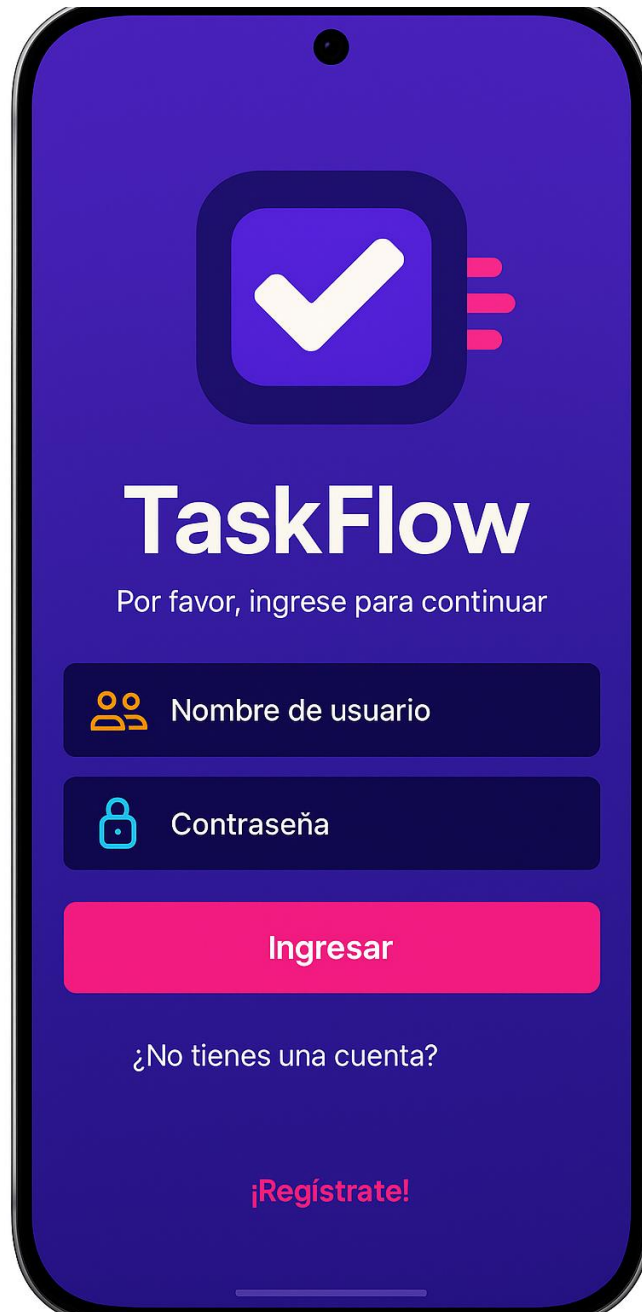 TaskFlow
Por favor, ingrese para continuar
Nombre de usuario
Contraseňa
Ingresar
¿No tienes una cuenta?
¡Regístrate!